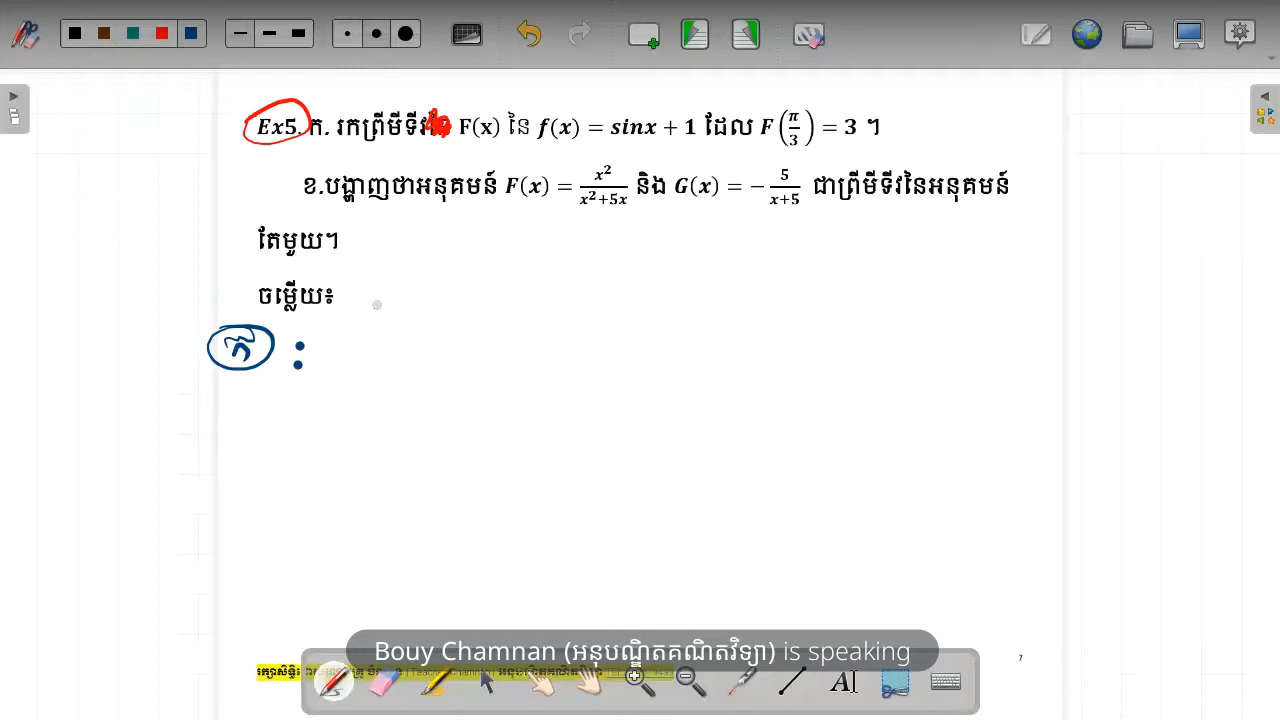 Ex5. ក. រកព្រីមីទីវ F(x) នៃ f(x) = sinx + 1 ដែល F(π/3) = 3 ។
ខ.បង្ហាញថាអនុគមន៍ F(x) = x²/(x²+5x) និង G(x) = − 5/(x+5) ជាព្រីមីទីវនៃអនុគមន៍
តែមួយ។
ចម្លើយ៖
ក :
Bouy Chamnan (អនុបណ្ឌិតគណិតវិទ្យា) is speaking
7